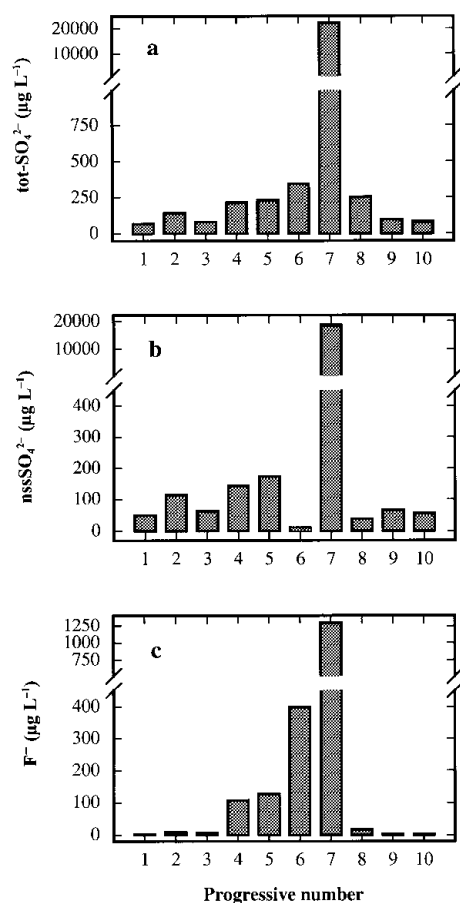 a
tot-SO₄²⁻ (µg L⁻¹)
20000
10000
750
500
250
0
1 2 3 4 5 6 7 8 9 10
b
nssSO₄²⁻ (µg L⁻¹)
20000
10000
400
300
200
100
0
1 2 3 4 5 6 7 8 9 10
c
F⁻ (µg L⁻¹)
1250
1000
750
400
300
200
100
0
1 2 3 4 5 6 7 8 9 10
Progressive number